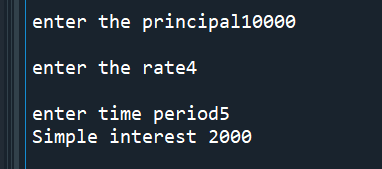 enter the principal10000
enter the rate4
enter time period5
Simple interest 2000